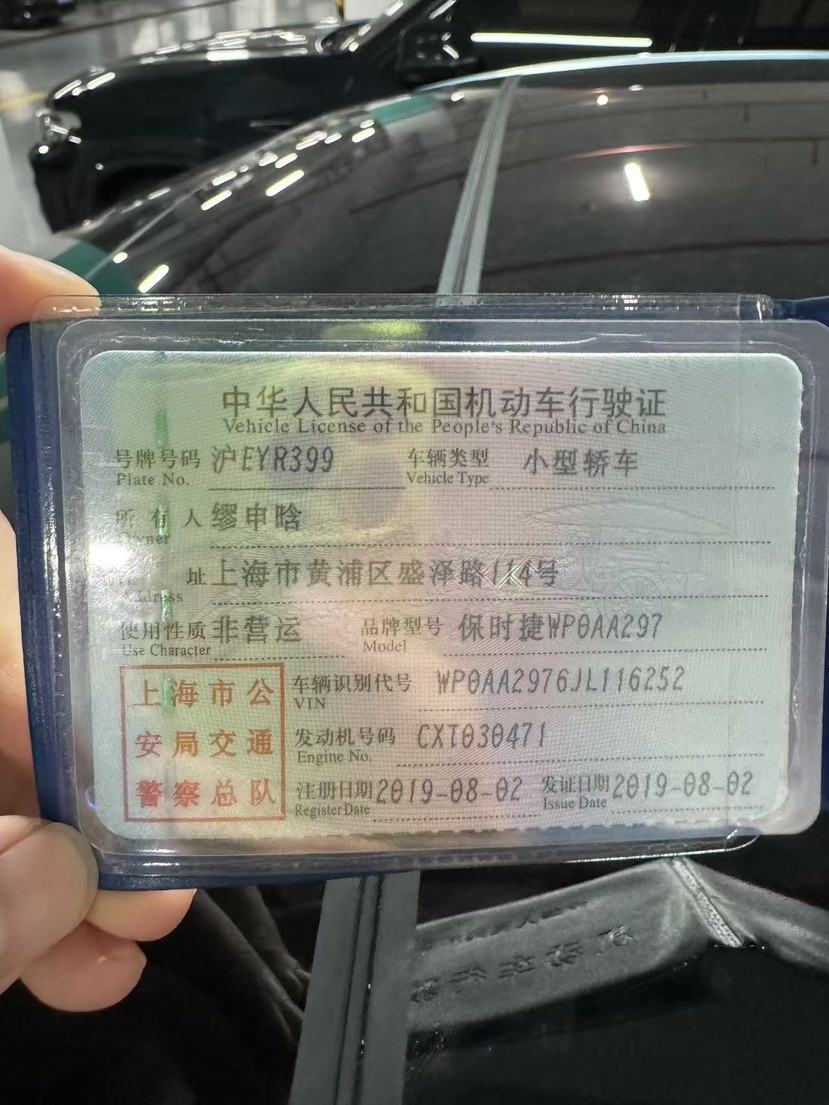 中华人民共和国机动车行驶证
Vehicle License of the People's Republic of China
号牌号码 沪EYR399 车辆类型 小型轿车
Plate No. Vehicle Type
所有人 缪申晗
Owner
址 上海市黄浦区盛泽路114号
Address
使用性质 非营运 品牌型号 保时捷WP0AA297
Use Character Model
上海市公
安局交通
警察总队
车辆识别代号 WP0AA2976JL116252
VIN
发动机号码 CXT030471
Engine No.
注册日期 2019-08-02 发证日期 2019-08-02
Register Date Issue Date